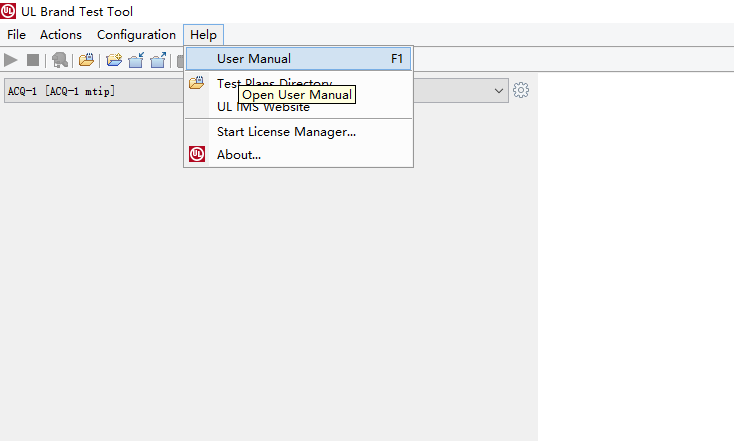 UL Brand Test Tool
File Actions Configuration Help
User Manual F1
Test Plans Directory
Open User Manual
ACQ-1 [ACQ-1 mtip]
UL IMS Website
Start License Manager...
About...